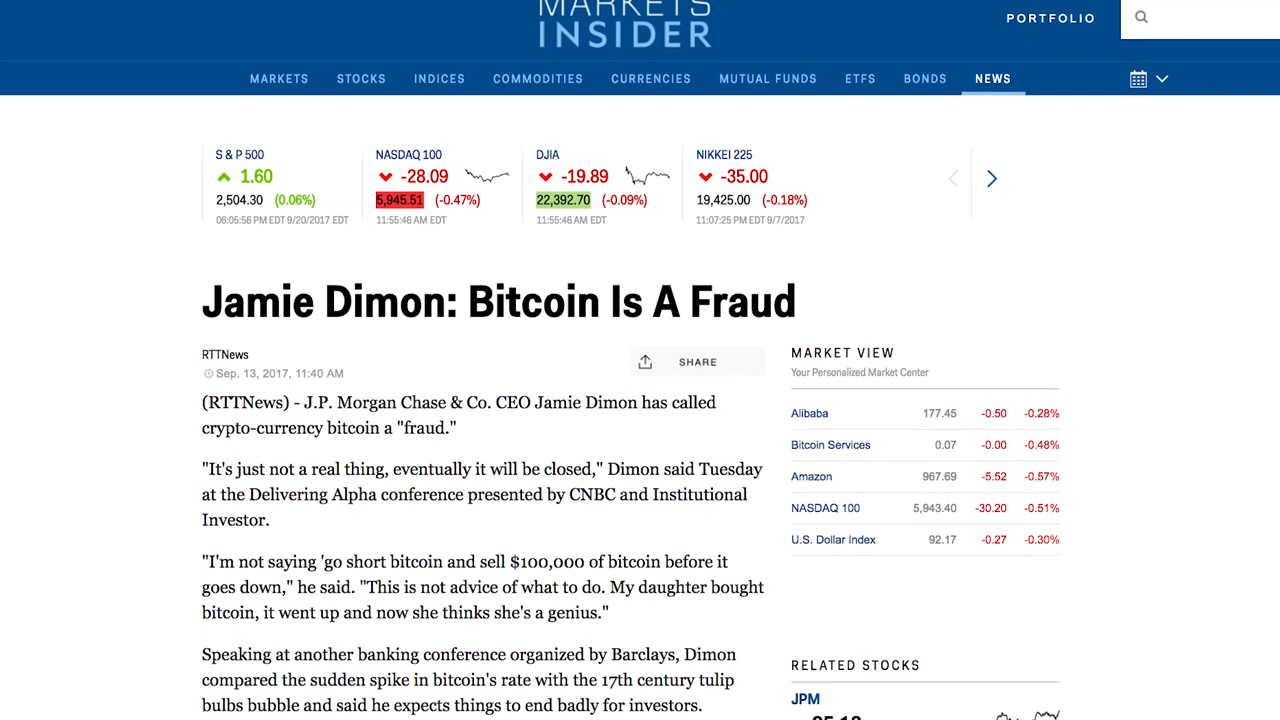 MARKETS
INSIDER
PORTFOLIO
MARKETS STOCKS INDICES COMMODITIES CURRENCIES MUTUAL FUNDS ETFS BONDS NEWS
S & P 500
1.60
2,504.30 (0.06%)
06:05:56 PM EDT 9/20/2017 EDT
NASDAQ 100
-28.09
5,945.51 (-0.47%)
11:55:46 AM EDT
DJIA
-19.89
22,392.70 (-0.09%)
11:55:46 AM EDT
NIKKEI 225
-35.00
19,425.00 (-0.18%)
11:07:25 PM EDT 9/7/2017
Jamie Dimon: Bitcoin Is A Fraud
RTTNews
Sep. 13, 2017, 11:40 AM
SHARE
(RTTNews) - J.P. Morgan Chase & Co. CEO Jamie Dimon has called
crypto-currency bitcoin a "fraud."
"It's just not a real thing, eventually it will be closed," Dimon said Tuesday
at the Delivering Alpha conference presented by CNBC and Institutional
Investor.
"I'm not saying 'go short bitcoin and sell $100,000 of bitcoin before it
goes down," he said. "This is not advice of what to do. My daughter bought
bitcoin, it went up and now she thinks she's a genius."
Speaking at another banking conference organized by Barclays, Dimon
compared the sudden spike in bitcoin's rate with the 17th century tulip
bulbs bubble and said he expects things to end badly for investors.
MARKET VIEW
Your Personalized Market Center
Alibaba 177.45 -0.50 -0.28%
Bitcoin Services 0.07 -0.00 -0.48%
Amazon 967.69 -5.52 -0.57%
NASDAQ 100 5,943.40 -30.20 -0.51%
U.S. Dollar Index 92.17 -0.27 -0.30%
RELATED STOCKS
JPM